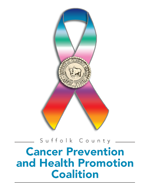 Suffolk County
Cancer Prevention
and Health Promotion
Coalition